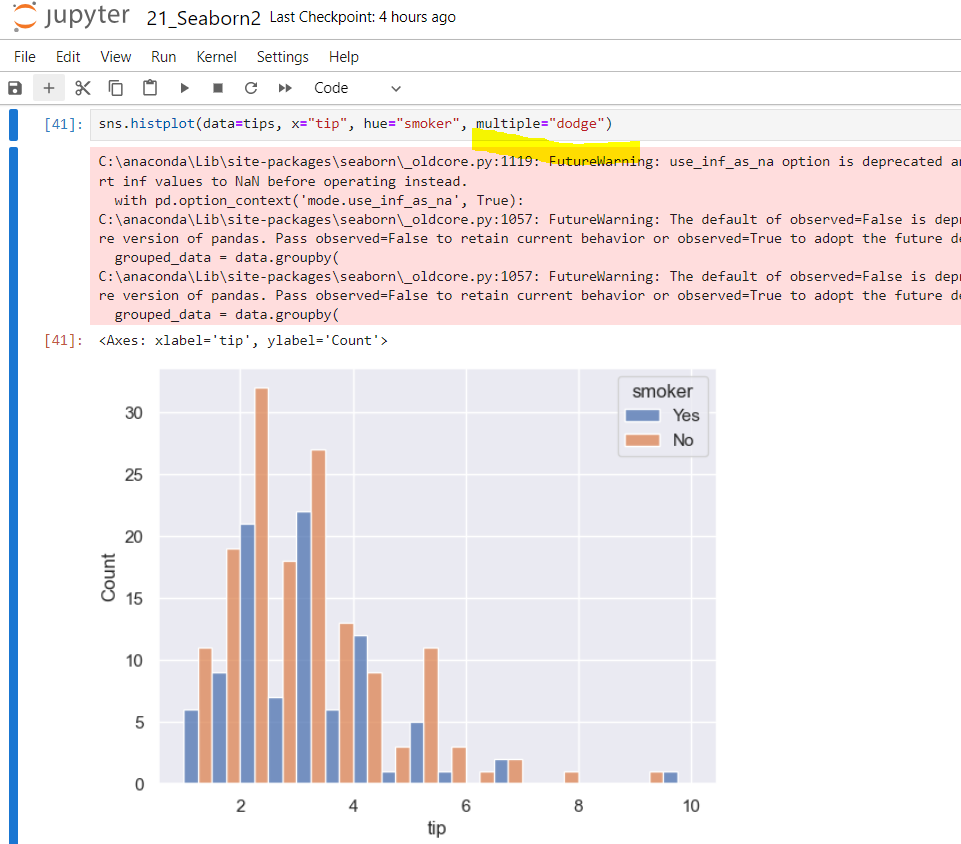 jupyter 21_Seaborn2 Last Checkpoint: 4 hours ago
File Edit View Run Kernel Settings Help
Code
[41]: sns.histplot(data=tips, x="tip", hue="smoker", multiple="dodge")
C:\anaconda\Lib\site-packages\seaborn\_oldcore.py:1119: FutureWarning: use_inf_as_na option is deprecated an
rt inf values to NaN before operating instead.
with pd.option_context('mode.use_inf_as_na', True):
C:\anaconda\Lib\site-packages\seaborn\_oldcore.py:1057: FutureWarning: The default of observed=False is depr
re version of pandas. Pass observed=False to retain current behavior or observed=True to adopt the future de
grouped_data = data.groupby(
C:\anaconda\Lib\site-packages\seaborn\_oldcore.py:1057: FutureWarning: The default of observed=False is depr
re version of pandas. Pass observed=False to retain current behavior or observed=True to adopt the future de
grouped_data = data.groupby(
[41]: <Axes: xlabel='tip', ylabel='Count'>
smoker
Yes
No
30
25
20
15
10
5
0
Count
2 4 6 8 10
tip